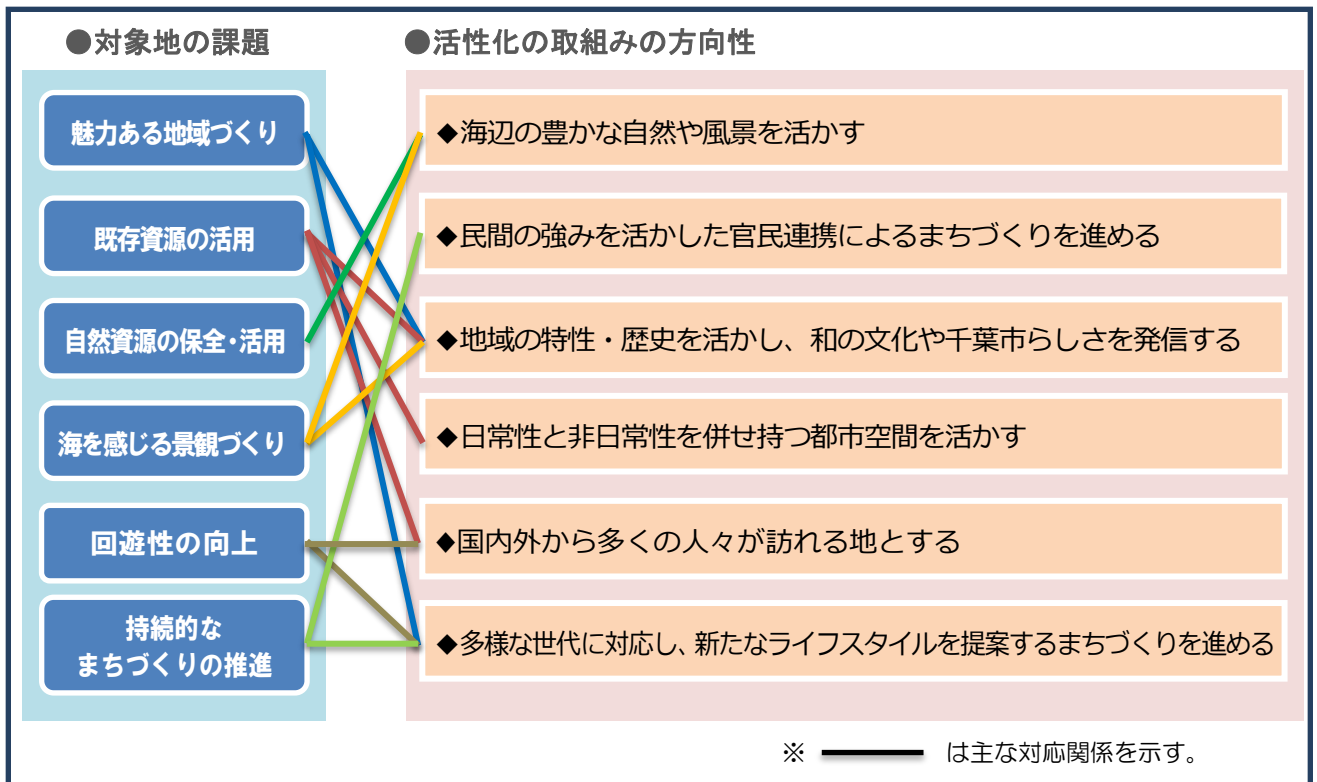 ●対象地の課題
●活性化の取組みの方向性
魅力ある地域づくり
既存資源の活用
自然資源の保全・活用
海を感じる景観づくり
回遊性の向上
持続的な
まちづくりの推進
◆海辺の豊かな自然や風景を活かす
◆民間の強みを活かした官民連携によるまちづくりを進める
◆地域の特性・歴史を活かし、和の文化や千葉市らしさを発信する
◆日常性と非日常性を併せ持つ都市空間を活かす
◆国内外から多くの人々が訪れる地とする
◆多様な世代に対応し、新たなライフスタイルを提案するまちづくりを進める
※ は主な対応関係を示す。